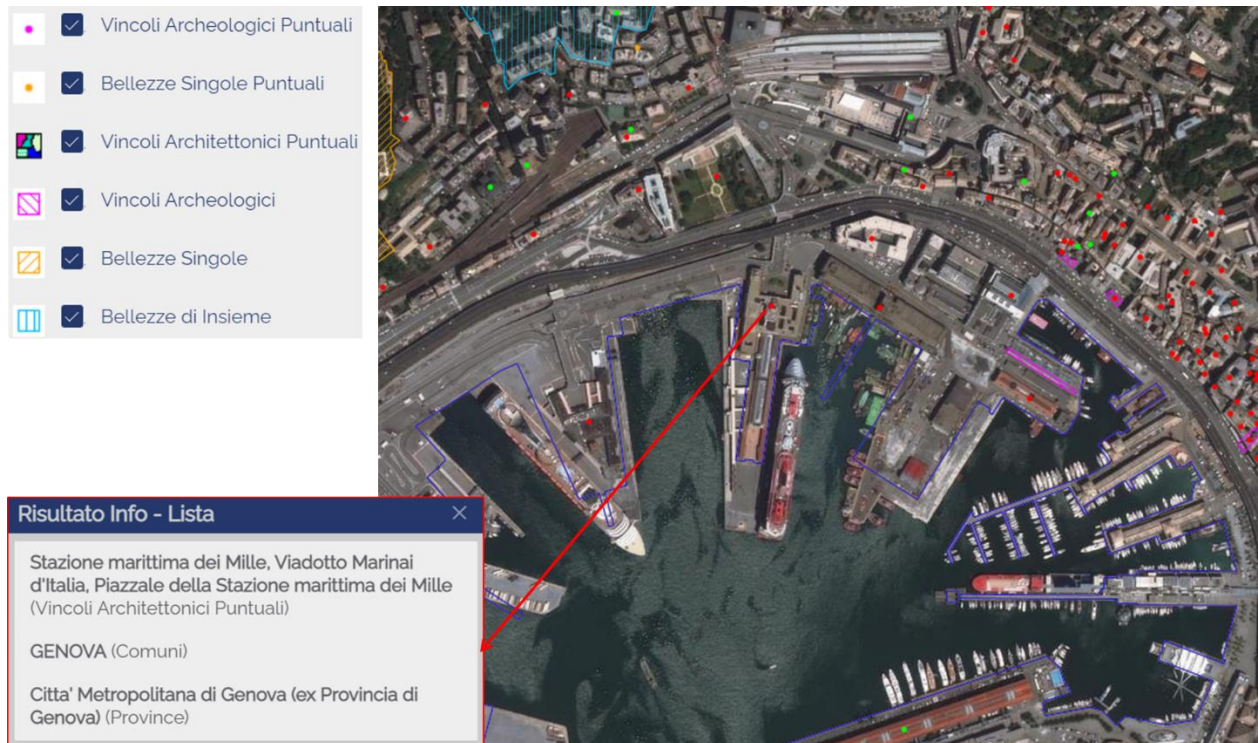 Vincoli Archeologici Puntuali
Bellezze Singole Puntuali
Vincoli Architettonici Puntuali
Vincoli Archeologici
Bellezze Singole
Bellezze di Insieme
Risultato Info - Lista
Stazione marittima dei Mille, Viadotto Marinai
d'Italia, Piazzale della Stazione marittima dei Mille
(Vincoli Architettonici Puntuali)
GENOVA (Comuni)
Citta' Metropolitana di Genova (ex Provincia di
Genova) (Province)